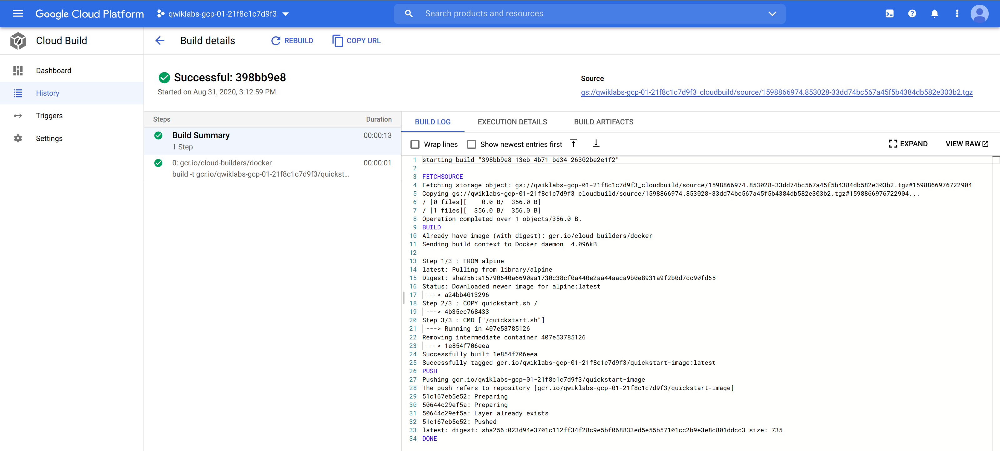 Google Cloud Platform
qwiklabs-gcp-01-21f8c1c7d9f3
Search products and resources
Cloud Build
Build details
REBUILD
COPY URL
Dashboard
History
Triggers
Settings
Successful: 398bb9e8
Started on Aug 31, 2020, 3:12:59 PM
Source
gs://qwiklabs-gcp-01-21f8c1c7d9f3_cloudbuild/source/1598866974.853028-33dd74bc567a45f5b4384db582e303b2.tgz
Steps Duration
Build Summary 00:00:13
1 Step
0: gcr.io/cloud-builders/docker 00:00:01
build -t gcr.io/qwiklabs-gcp-01-21f8c1c7d9f3/quickst...
BUILD LOG EXECUTION DETAILS BUILD ARTIFACTS
Wrap lines Show newest entries first EXPAND VIEW RAW
1 starting build "398bb9e8-13eb-4b71-bd34-26302be2e1f2"
2
3 FETCHSOURCE
4 Fetching storage object: gs://qwiklabs-gcp-01-21f8c1c7d9f3_cloudbuild/source/1598866974.853028-33dd74bc567a45f5b4384db582e303b2.tgz#1598866976722904
5 Copying gs://qwiklabs-gcp-01-21f8c1c7d9f3_cloudbuild/source/1598866974.853028-33dd74bc567a45f5b4384db582e303b2.tgz#1598866976722904...
6 / [0 files][    0.0 B/  356.0 B]
7 / [1 files][  356.0 B/  356.0 B]
8 Operation completed over 1 objects/356.0 B.
9 BUILD
10 Already have image (with digest): gcr.io/cloud-builders/docker
11 Sending build context to Docker daemon  4.096kB
12
13 Step 1/3 : FROM alpine
14 latest: Pulling from library/alpine
15 Digest: sha256:a15790640a6690aa1730c38cf0a440e2aa44aaca9b0e8931a9f2b0d7cc90fd65
16 Status: Downloaded newer image for alpine:latest
17 ---> a24bb4013296
18 Step 2/3 : COPY quickstart.sh /
19 ---> 4b35cc768433
20 Step 3/3 : CMD ["/quickstart.sh"]
21 ---> Running in 407e53785126
22 Removing intermediate container 407e53785126
23 ---> 1e854f706eea
24 Successfully built 1e854f706eea
25 Successfully tagged gcr.io/qwiklabs-gcp-01-21f8c1c7d9f3/quickstart-image:latest
26 PUSH
27 Pushing gcr.io/qwiklabs-gcp-01-21f8c1c7d9f3/quickstart-image
28 The push refers to repository [gcr.io/qwiklabs-gcp-01-21f8c1c7d9f3/quickstart-image]
29 51c167eb5e52: Preparing
30 50644c29ef5a: Preparing
31 50644c29ef5a: Layer already exists
32 51c167eb5e52: Pushed
33 latest: digest: sha256:023d94e3701c112ff34f28c9e5bf068833ed5e55b57101cc2b9e3e8c801ddcc3 size: 735
34 DONE